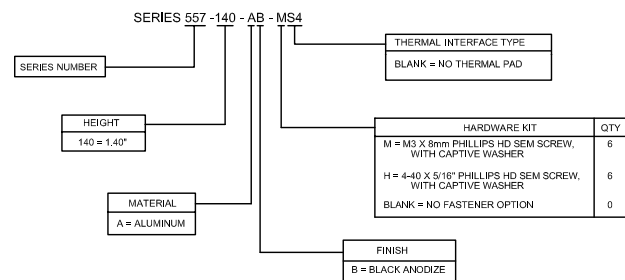 SERIES 557 -140 - AB - MS4
THERMAL INTERFACE TYPE
BLANK = NO THERMAL PAD
SERIES NUMBER
HEIGHT
140 = 1.40"
HARDWARE KIT QTY
M = M3 X 8mm PHILLIPS HD SEM SCREW, 6
WITH CAPTIVE WASHER
H = 4-40 X 5/16" PHILLIPS HD SEM SCREW, 6
WITH CAPTIVE WASHER
BLANK = NO FASTENER OPTION 0
MATERIAL
A = ALUMINUM
FINISH
B = BLACK ANODIZE